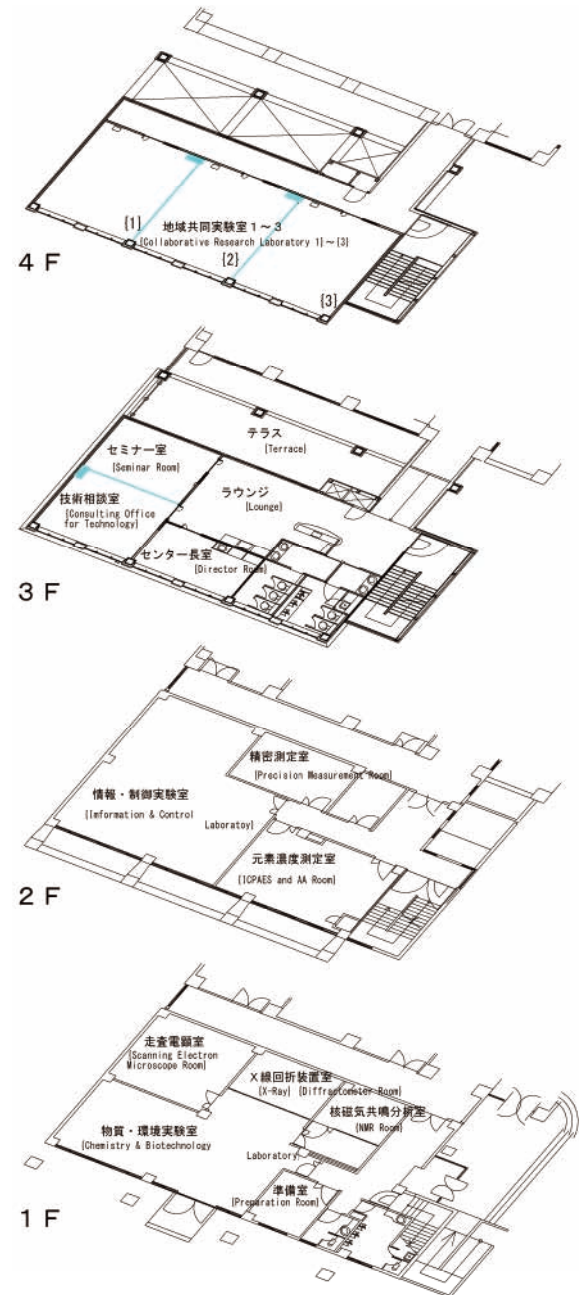 {1}
地域共同実験室１～３
[Collaborative Research Laboratory 1]~{3}
{2}
{3}
４Ｆ
テラス
[Terrace]
セミナー室
[Seminar Room]
ラウンジ
[Lounge]
技術相談室
[Consulting Office
for Technology]
センター長室
[Director Room]
３Ｆ
精密測定室
[Precision Measurement Room]
情報・制御実験室
[Imformation & Control
Laboratoy]
元素濃度測定室
[ICPAES and AA Room]
２Ｆ
走査電顕室
[Scanning Electron
Microscope Room]
Ｘ線回折装置室
[X-Ray] [Diffractometer Room]
核磁気共鳴分析室
[NMR Room]
物質・環境実験室
[Chemistry & Biotechnology
Laboratory]
準備室
[Preparation Room]
１Ｆ